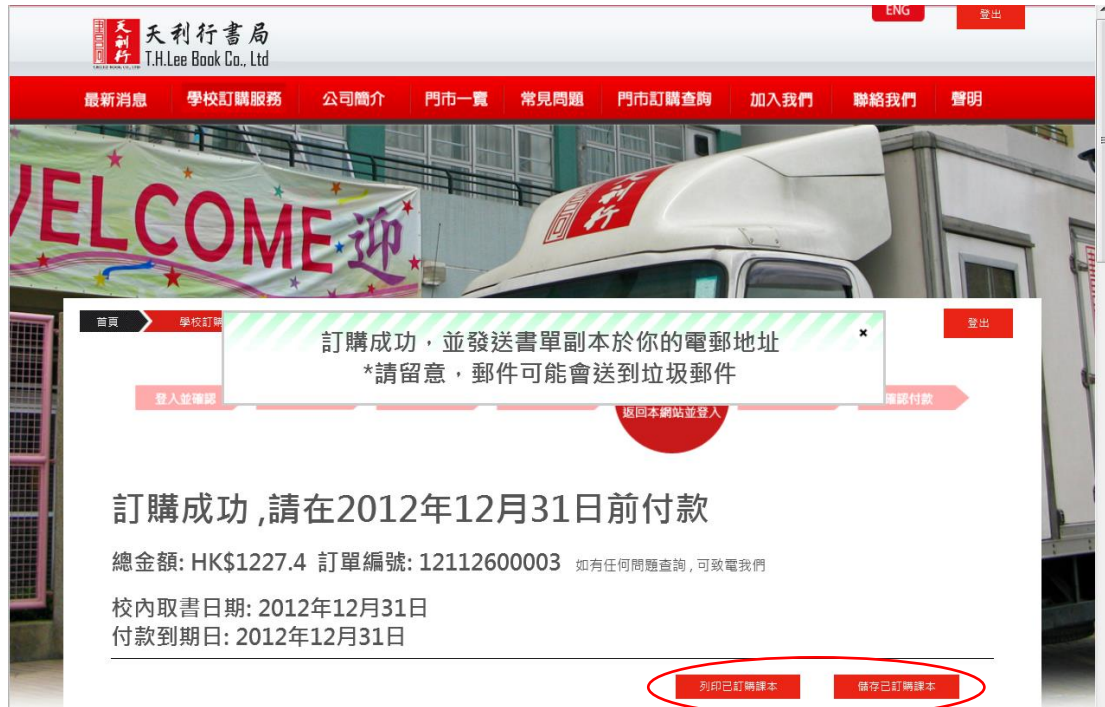 ENG
登出
天利行書局
T.H.Lee Book Co., Ltd
最新消息 學校訂購服務 公司簡介 門市一覽 常見問題 門市訂購查詢 加入我們 聯絡我們 聲明
WELCOME 迎
天利行
首頁 學校訂購
登出
訂購成功，並發送書單副本於你的電郵地址
*請留意，郵件可能會送到垃圾郵件
登入並確認
返回本網站並登入
確認付款
訂購成功 ,請在2012年12月31日前付款
總金額: HK$1227.4 訂單編號: 12112600003 如有任何問題查詢 , 可致電我們
校內取書日期: 2012年12月31日
付款到期日: 2012年12月31日
列印已訂購課本
儲存已訂購課本